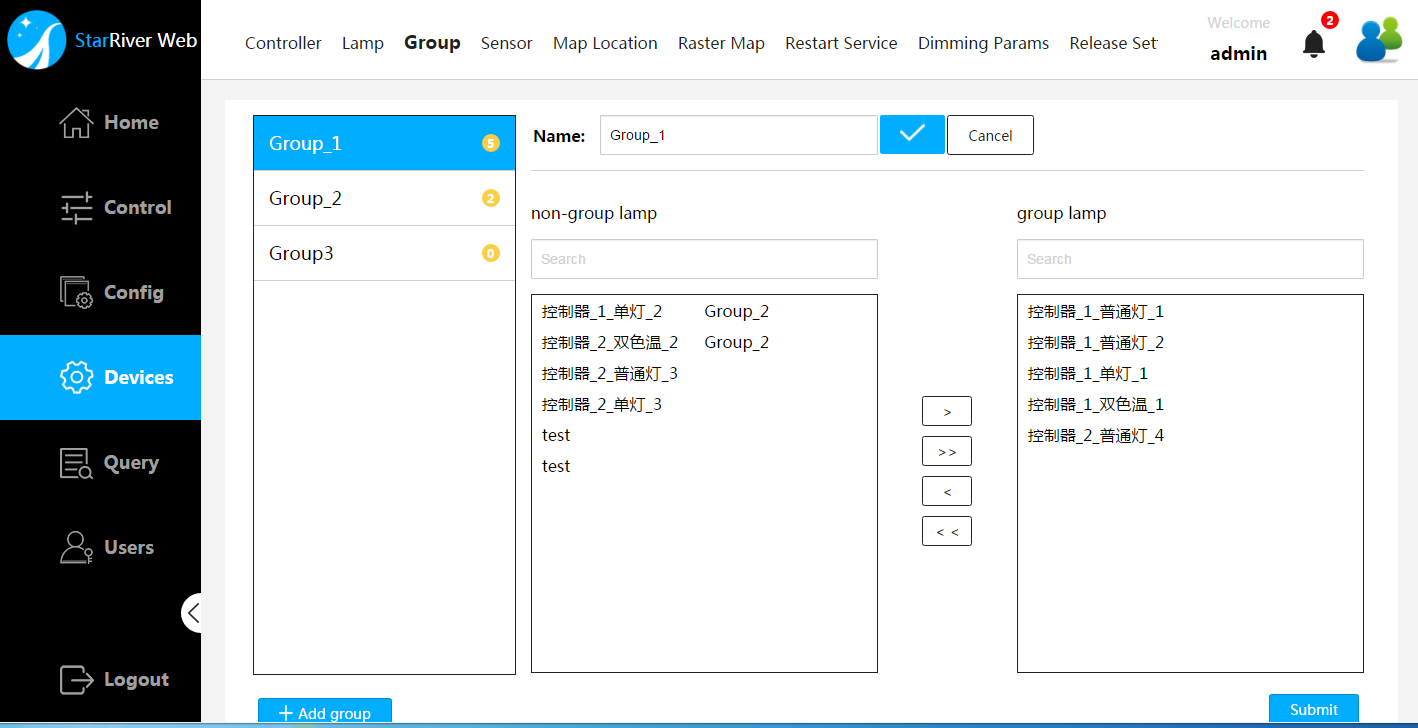 StarRiver Web
Controller Lamp Group Sensor Map Location Raster Map Restart Service Dimming Params Release Set
Welcome
admin
2
Home
Control
Config
Devices
Query
Users
Logout
Group_1 5
Group_2 2
Group3 0
Add group
Name: Group_1 Cancel
non-group lamp
Search
控制器_1_单灯_2 Group_2
控制器_2_双色温_2 Group_2
控制器_2_普通灯_3
控制器_2_单灯_3
test
test
>
>>
<
< <
group lamp
Search
控制器_1_普通灯_1
控制器_1_普通灯_2
控制器_1_单灯_1
控制器_1_双色温_1
控制器_2_普通灯_4
Submit